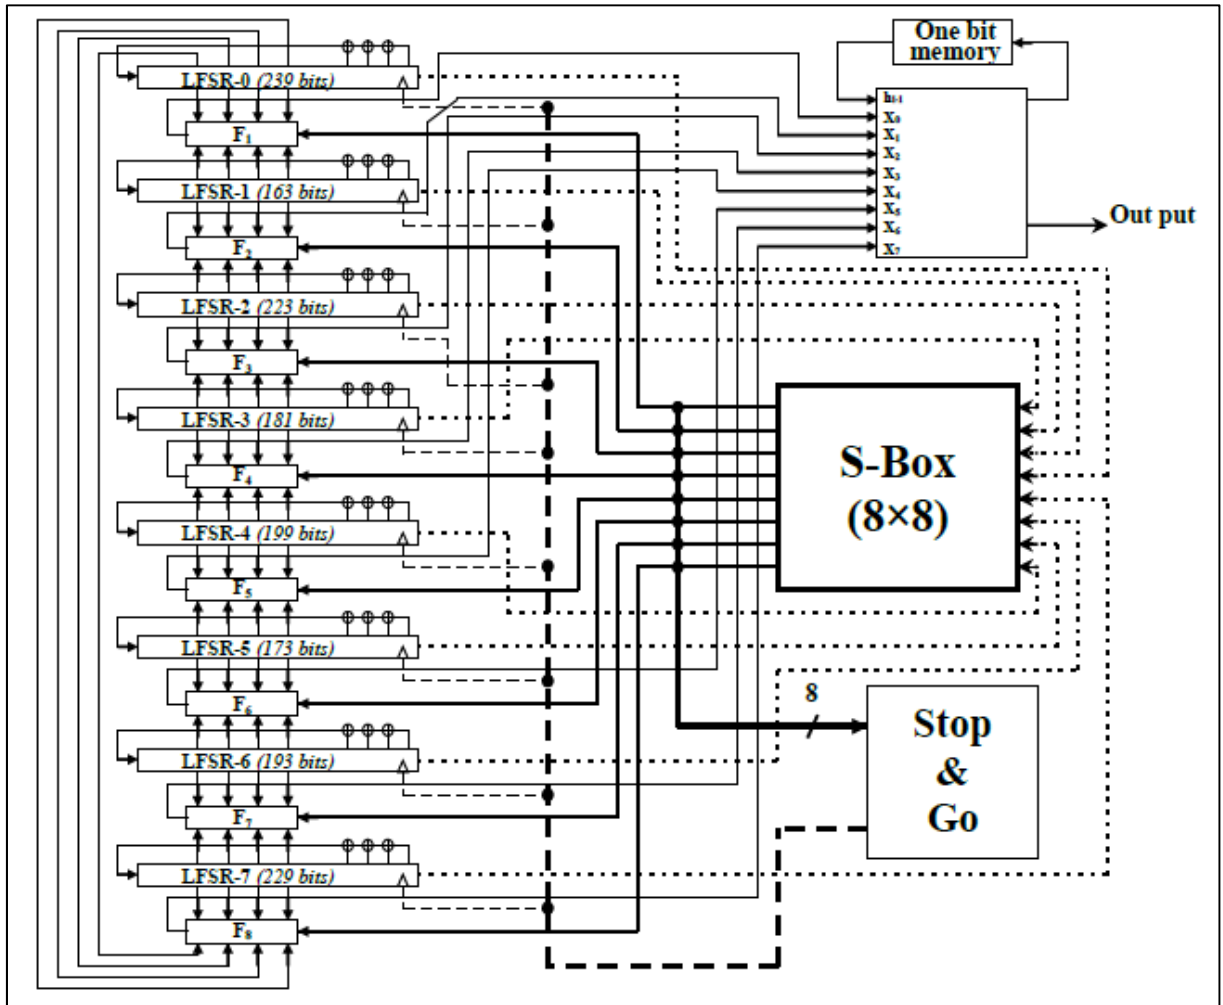 One bit
memory
LFSR-0 (239 bits)
hₜ₋₁
X₀
F₁
X₁
X₂
X₃
LFSR-1 (163 bits)
X₄
X₅
Out put
X₆
F₂
X₇
LFSR-2 (223 bits)
F₃
LFSR-3 (181 bits)
S-Box
(8×8)
F₄
LFSR-4 (199 bits)
F₅
LFSR-5 (173 bits)
8
F₆
Stop
&
Go
LFSR-6 (193 bits)
F₇
LFSR-7 (229 bits)
F₈